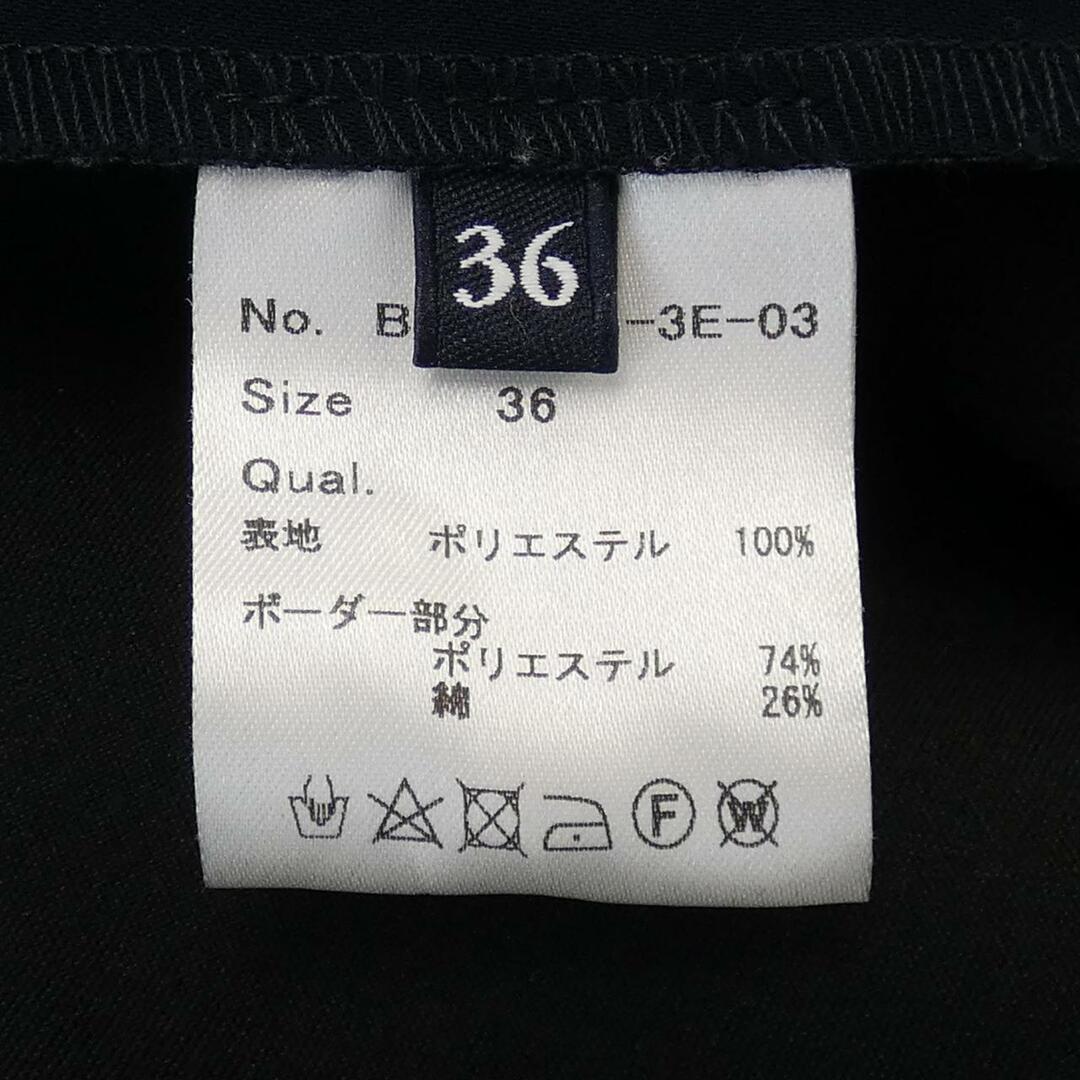 36
No. B -3E-03
Size 36
Qual.
表地 ポリエステル 100%
ボーダー部分
ポリエステル 74%
綿 26%
F W